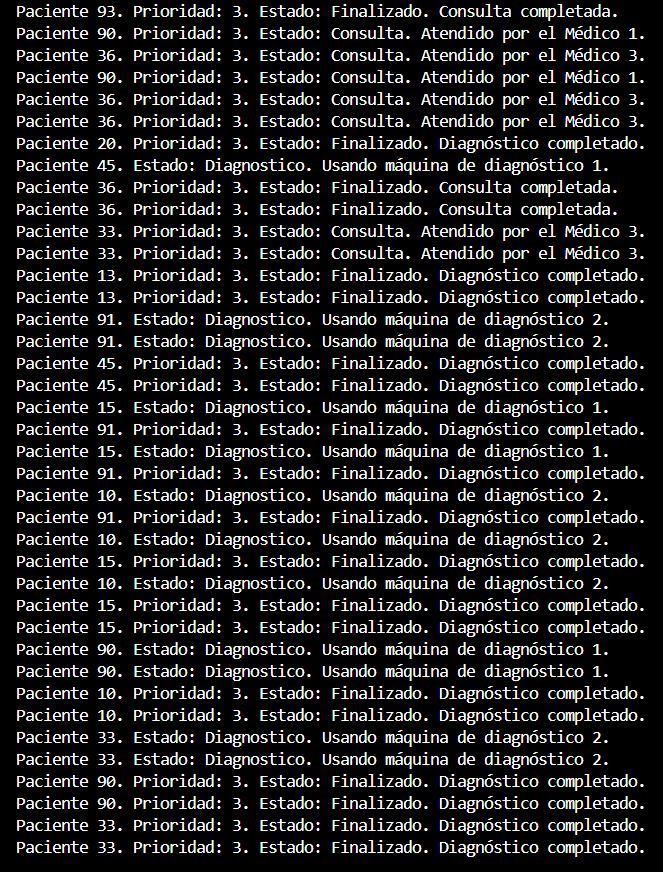 Paciente 93. Prioridad: 3. Estado: Finalizado. Consulta completada.
Paciente 90. Prioridad: 3. Estado: Consulta. Atendido por el Médico 1.
Paciente 36. Prioridad: 3. Estado: Consulta. Atendido por el Médico 3.
Paciente 90. Prioridad: 3. Estado: Consulta. Atendido por el Médico 1.
Paciente 36. Prioridad: 3. Estado: Consulta. Atendido por el Médico 3.
Paciente 36. Prioridad: 3. Estado: Consulta. Atendido por el Médico 3.
Paciente 20. Prioridad: 3. Estado: Finalizado. Diagnóstico completado.
Paciente 45. Estado: Diagnostico. Usando máquina de diagnóstico 1.
Paciente 36. Prioridad: 3. Estado: Finalizado. Consulta completada.
Paciente 36. Prioridad: 3. Estado: Finalizado. Consulta completada.
Paciente 33. Prioridad: 3. Estado: Consulta. Atendido por el Médico 3.
Paciente 33. Prioridad: 3. Estado: Consulta. Atendido por el Médico 3.
Paciente 13. Prioridad: 3. Estado: Finalizado. Diagnóstico completado.
Paciente 13. Prioridad: 3. Estado: Finalizado. Diagnóstico completado.
Paciente 91. Estado: Diagnostico. Usando máquina de diagnóstico 2.
Paciente 91. Estado: Diagnostico. Usando máquina de diagnóstico 2.
Paciente 45. Prioridad: 3. Estado: Finalizado. Diagnóstico completado.
Paciente 45. Prioridad: 3. Estado: Finalizado. Diagnóstico completado.
Paciente 15. Estado: Diagnostico. Usando máquina de diagnóstico 1.
Paciente 91. Prioridad: 3. Estado: Finalizado. Diagnóstico completado.
Paciente 15. Estado: Diagnostico. Usando máquina de diagnóstico 1.
Paciente 91. Prioridad: 3. Estado: Finalizado. Diagnóstico completado.
Paciente 10. Estado: Diagnostico. Usando máquina de diagnóstico 2.
Paciente 91. Prioridad: 3. Estado: Finalizado. Diagnóstico completado.
Paciente 10. Estado: Diagnostico. Usando máquina de diagnóstico 2.
Paciente 15. Prioridad: 3. Estado: Finalizado. Diagnóstico completado.
Paciente 10. Estado: Diagnostico. Usando máquina de diagnóstico 2.
Paciente 15. Prioridad: 3. Estado: Finalizado. Diagnóstico completado.
Paciente 15. Prioridad: 3. Estado: Finalizado. Diagnóstico completado.
Paciente 90. Estado: Diagnostico. Usando máquina de diagnóstico 1.
Paciente 90. Estado: Diagnostico. Usando máquina de diagnóstico 1.
Paciente 10. Prioridad: 3. Estado: Finalizado. Diagnóstico completado.
Paciente 10. Prioridad: 3. Estado: Finalizado. Diagnóstico completado.
Paciente 33. Estado: Diagnostico. Usando máquina de diagnóstico 2.
Paciente 33. Estado: Diagnostico. Usando máquina de diagnóstico 2.
Paciente 90. Prioridad: 3. Estado: Finalizado. Diagnóstico completado.
Paciente 90. Prioridad: 3. Estado: Finalizado. Diagnóstico completado.
Paciente 33. Prioridad: 3. Estado: Finalizado. Diagnóstico completado.
Paciente 33. Prioridad: 3. Estado: Finalizado. Diagnóstico completado.